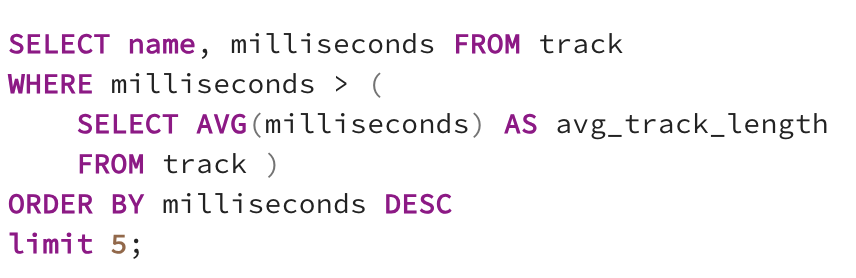 SELECT name, milliseconds FROM track
WHERE milliseconds > (
    SELECT AVG(milliseconds) AS avg_track_length
    FROM track )
ORDER BY milliseconds DESC
limit 5;